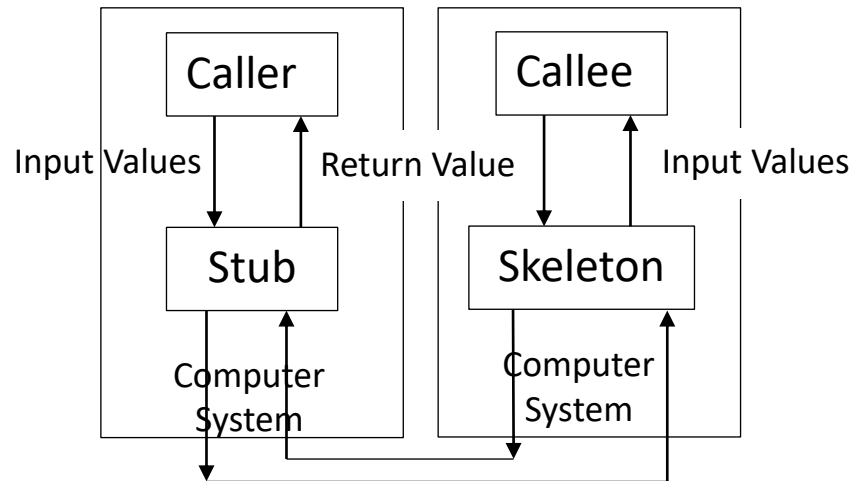 Caller
Callee
Input Values
Return Value
Input Values
Stub
Skeleton
Computer
System
Computer
System